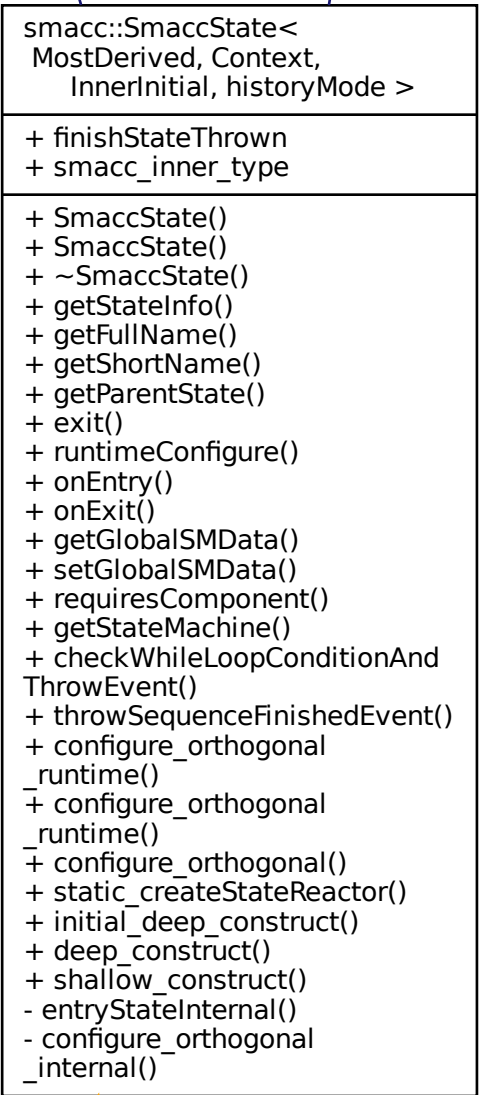 smacc::SmaccState<
MostDerived, Context,
InnerInitial, historyMode >
+ finishStateThrown
+ smacc_inner_type
+ SmaccState()
+ SmaccState()
+ ~SmaccState()
+ getStateInfo()
+ getFullName()
+ getShortName()
+ getParentState()
+ exit()
+ runtimeConfigure()
+ onEntry()
+ onExit()
+ getGlobalSMData()
+ setGlobalSMData()
+ requiresComponent()
+ getStateMachine()
+ checkWhileLoopConditionAnd
ThrowEvent()
+ throwSequenceFinishedEvent()
+ configure_orthogonal
_runtime()
+ configure_orthogonal
_runtime()
+ configure_orthogonal()
+ static_createStateReactor()
+ initial_deep_construct()
+ deep_construct()
+ shallow_construct()
- entryStateInternal()
- configure_orthogonal
_internal()